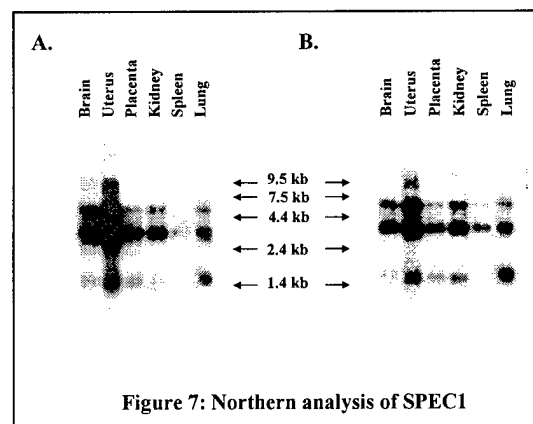 A.
B.
Brain
Uterus
Placenta
Kidney
Spleen
Lung
Brain
Uterus
Placenta
Kidney
Spleen
Lung
← 9.5 kb →
← 7.5 kb →
← 4.4 kb →
← 2.4 kb →
← 1.4 kb →
Figure 7: Northern analysis of SPEC1